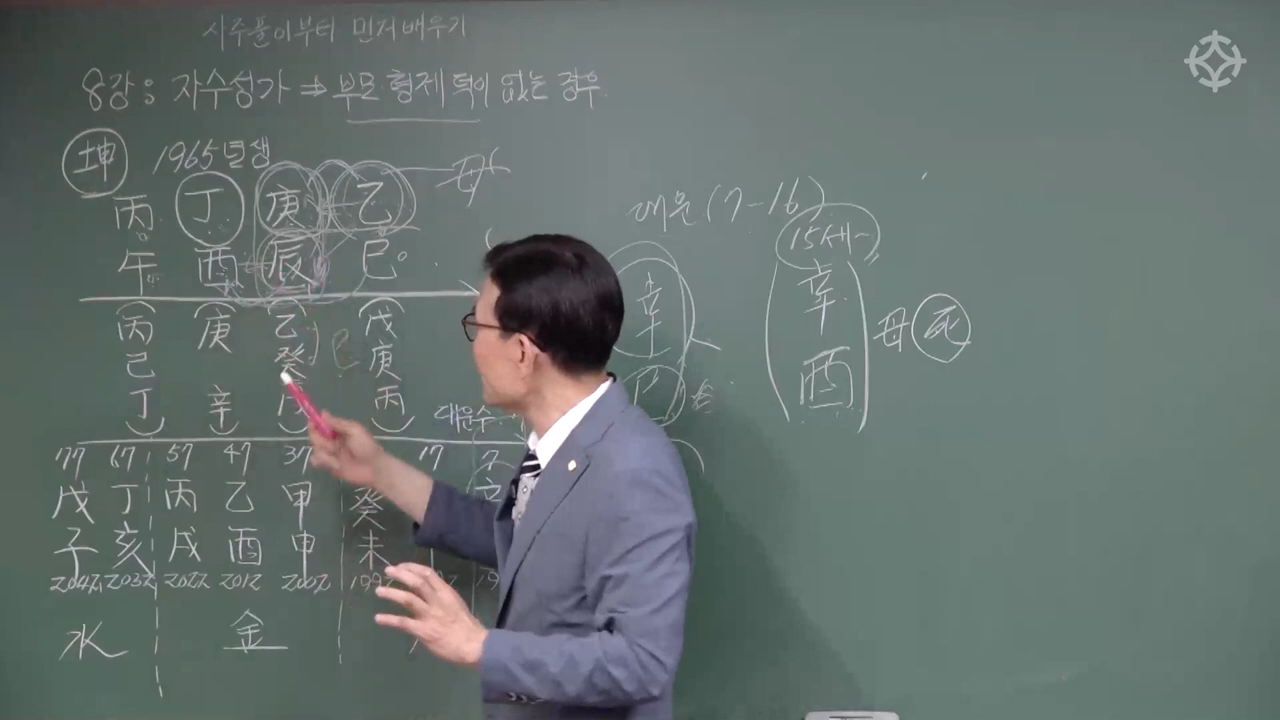 사주풀이부터 먼저 배우기
8강 : 자수성가 ⇒ 부모 형제 덕이 없는 경우
坤 1965년생
丙 丁 庚 乙 母
午 酉 辰 巳
丙 庚 乙 戊
己 癸 庚
丁 辛 戊 丙
대운수
77 67 57 47 37 17 7
戊 丁 丙 乙 甲 癸
子 亥 戌 酉 申 未
2042 2032 2022 2012 2002
水 金
대운 (7-16)
辛
巳
15세
辛
酉
母 死